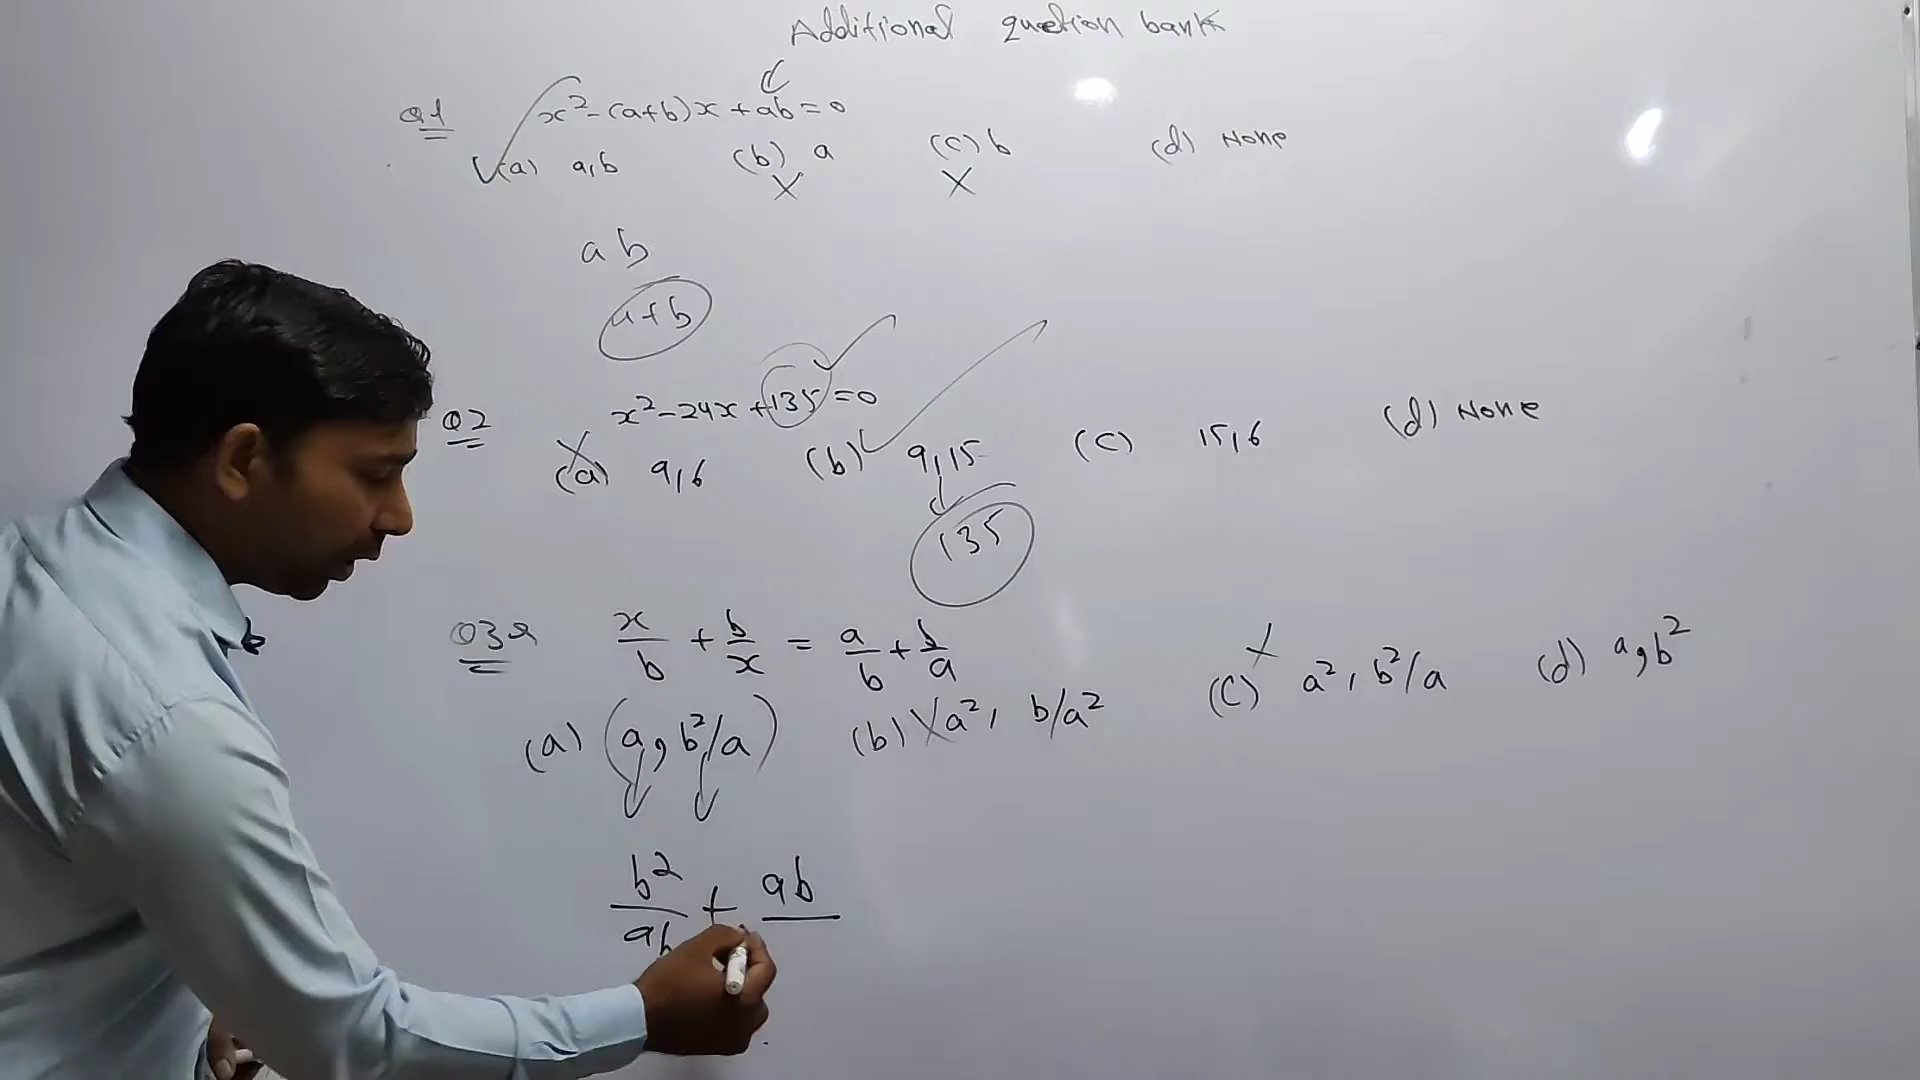 Additional question bank
Q1 x²-(a+b)x+ab=0
(a) a,b (b) a (c) b (d) None
ab
a+b
Q2 x²-24x+135=0
(a) 9,6 (b) 9,15 (c) 15,6 (d) None
135
Q3 x/b + b/x = a/b + b/a
(a) (a, b²/a) (b) a², b/a² (c) a², b²/a (d) a, b²
b²/ab + ab